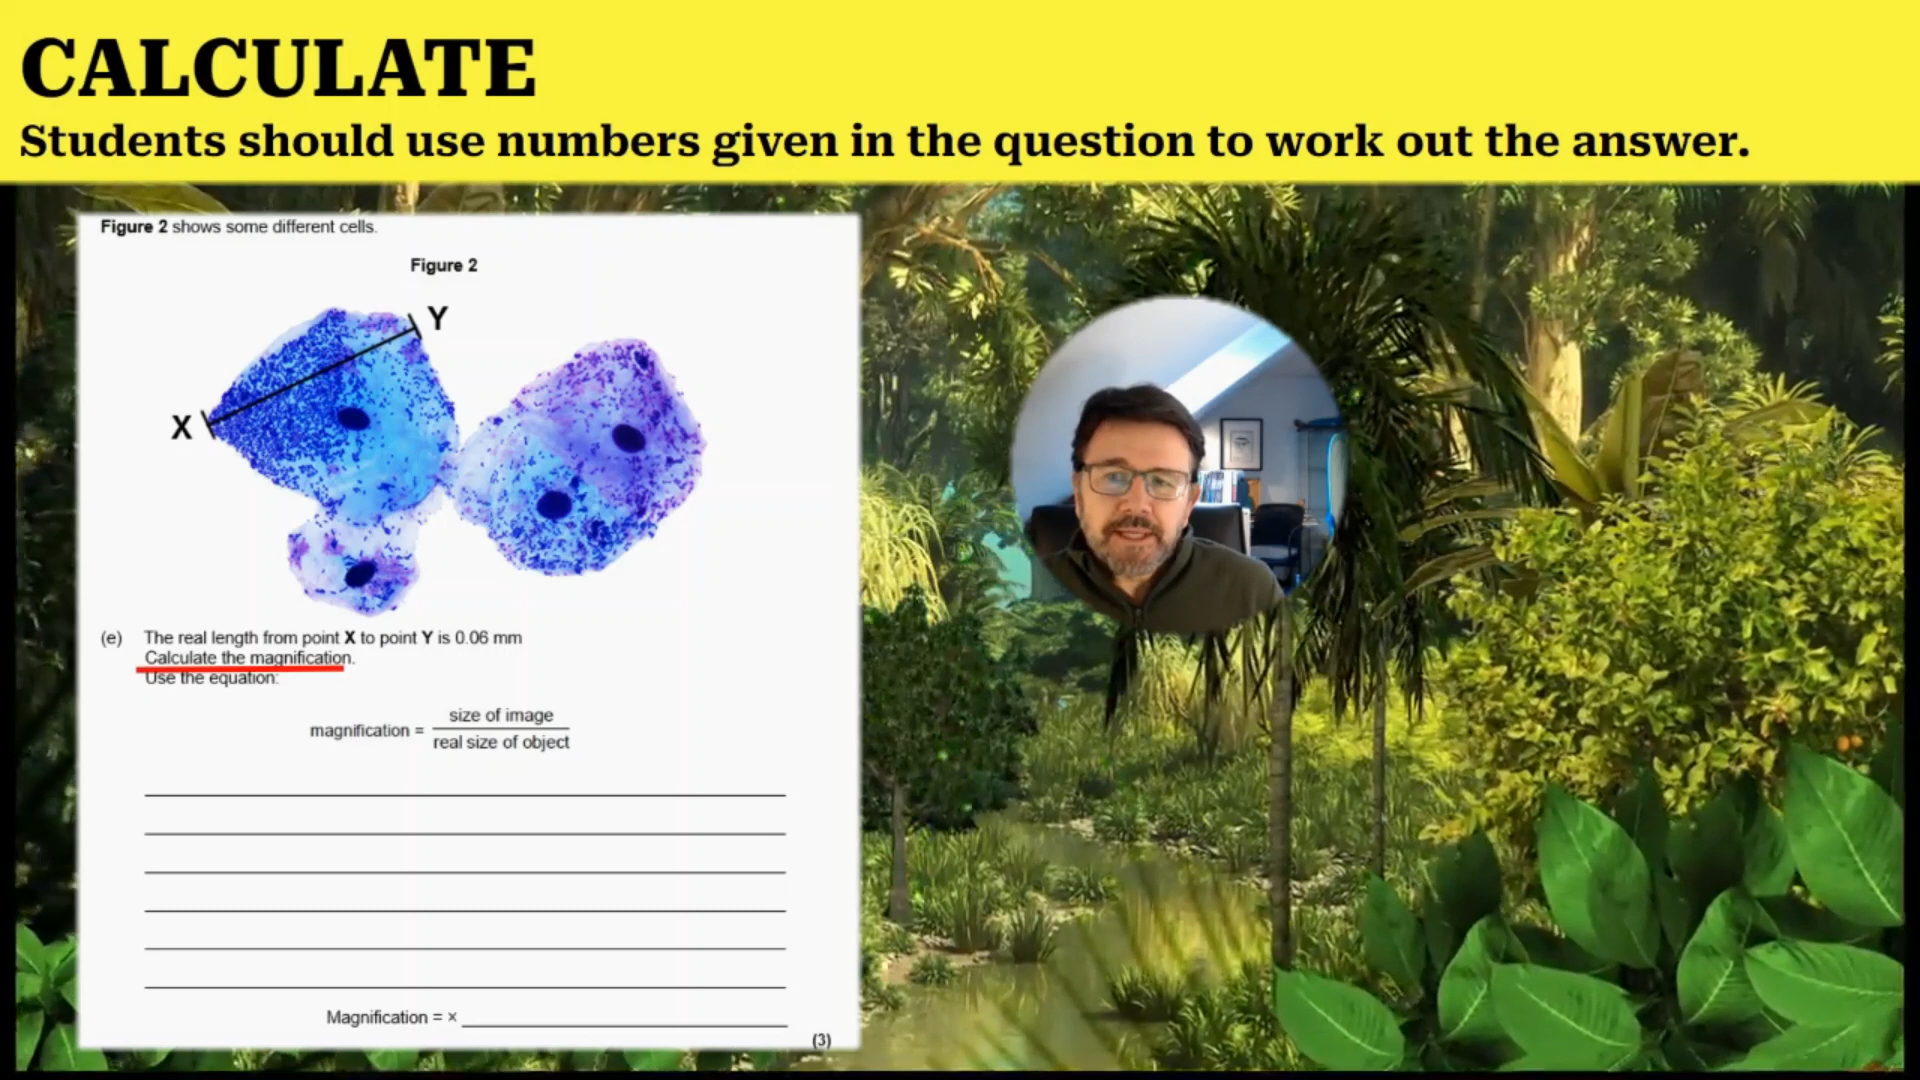 CALCULATE
Students should use numbers given in the question to work out the answer.
Figure 2 shows some different cells.
Figure 2
Y
X
(e) The real length from point X to point Y is 0.06 mm
Calculate the magnification.
Use the equation:
magnification = size of image
real size of object
Magnification = ×
(3)